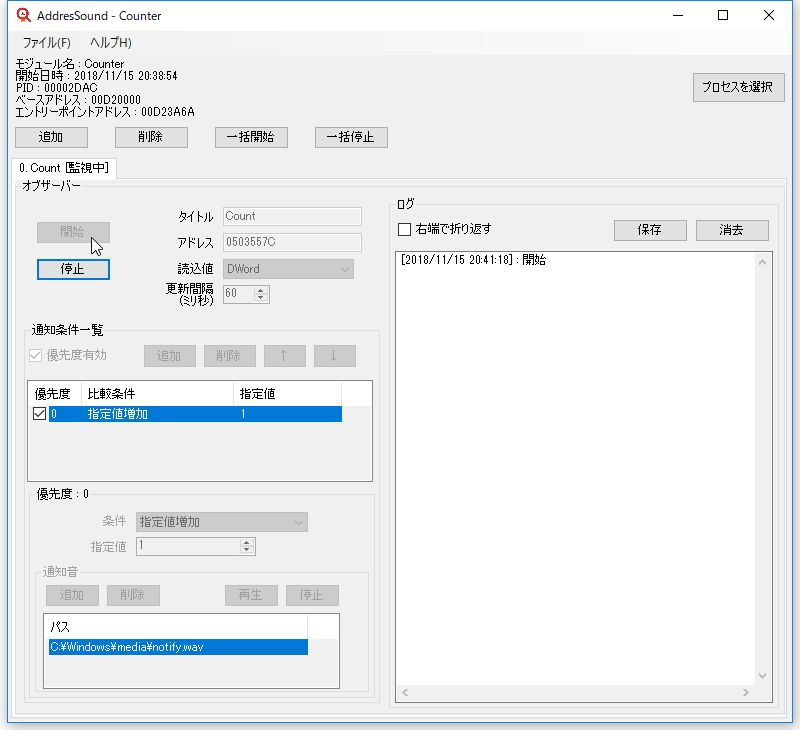 AddresSound - Counter
ファイル(F) ヘルプ(H)
モジュール名 : Counter
開始日時 : 2018/11/15 20:38:54
PID : 00002DAC
ベースアドレス : 00D20000
エントリーポイントアドレス : 00D23A6A
プロセスを選択
追加 削除 一括開始 一括停止
0. Count [監視中]
オブザーバー
開始
停止
タイトル Count
アドレス 0503557C
読込値 DWord
更新間隔
(ミリ秒) 60
通知条件一覧
優先度有効 追加 削除 ↑ ↓
優先度 比較条件 指定値
0 指定値増加 1
優先度 : 0
条件 指定値増加
指定値 1
通知音
追加 削除 再生 停止
パス
C:¥Windows¥media¥notify.wav
ログ
右端で折り返す 保存 消去
[2018/11/15 20:41:18] : 開始